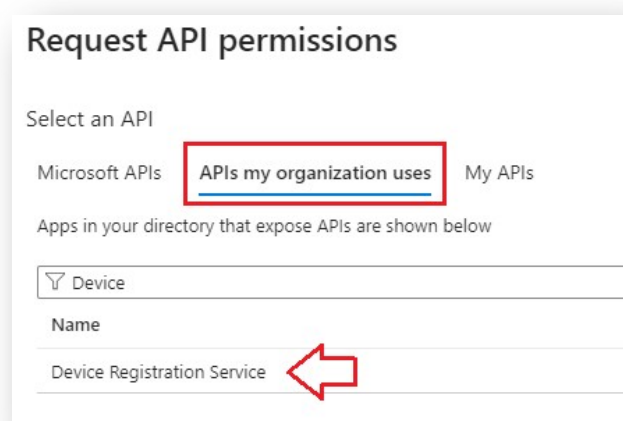 Request API permissions
Select an API
Microsoft APIs APIs my organization uses My APIs
Apps in your directory that expose APIs are shown below
Device
Name
Device Registration Service